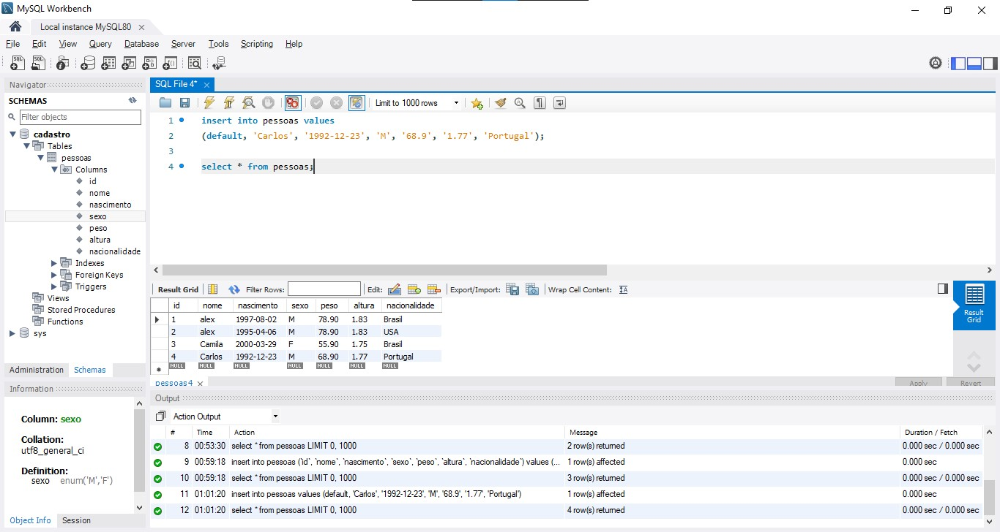 MySQL Workbench
Local instance MySQL80
File Edit View Query Database Server Tools Scripting Help
Navigator
SCHEMAS
Filter objects
cadastro
Tables
pessoas
Columns
id
nome
nascimento
sexo
peso
altura
nacionalidade
Indexes
Foreign Keys
Triggers
Views
Stored Procedures
Functions
sys
Administration Schemas
Information
Column: sexo
Collation:
utf8_general_ci
Definition:
sexo enum('M','F')
Object Info Session
SQL File 4*
Limit to 1000 rows
1 insert into pessoas values
2 (default, 'Carlos', '1992-12-23', 'M', '68.9', '1.77', 'Portugal');
3
4 select * from pessoas;
Result Grid Filter Rows: Edit: Export/Import: Wrap Cell Content:
id nome nascimento sexo peso altura nacionalidade
1 alex 1997-08-02 M 78.90 1.83 Brasil
2 alex 1995-04-06 M 78.90 1.83 USA
3 Camila 2000-03-29 F 55.90 1.75 Brasil
4 Carlos 1992-12-23 M 68.90 1.77 Portugal
NULL NULL NULL NULL NULL NULL NULL
Result
Grid
pessoas4
Apply Revert
Output
Action Output
# Time Action Message Duration / Fetch
8 00:53:30 select * from pessoas LIMIT 0, 1000 2 row(s) returned 0.000 sec / 0.000 sec
9 00:59:18 insert into pessoas (`id`, `nome`, `nascimento`, `sexo`, `peso`, `altura`, `nacionalidade`) values (... 1 row(s) affected 0.000 sec
10 00:59:18 select * from pessoas LIMIT 0, 1000 3 row(s) returned 0.000 sec / 0.000 sec
11 01:01:20 insert into pessoas values (default, 'Carlos', '1992-12-23', 'M', '68.9', '1.77', 'Portugal') 1 row(s) affected 0.000 sec
12 01:01:20 select * from pessoas LIMIT 0, 1000 4 row(s) returned 0.000 sec / 0.000 sec